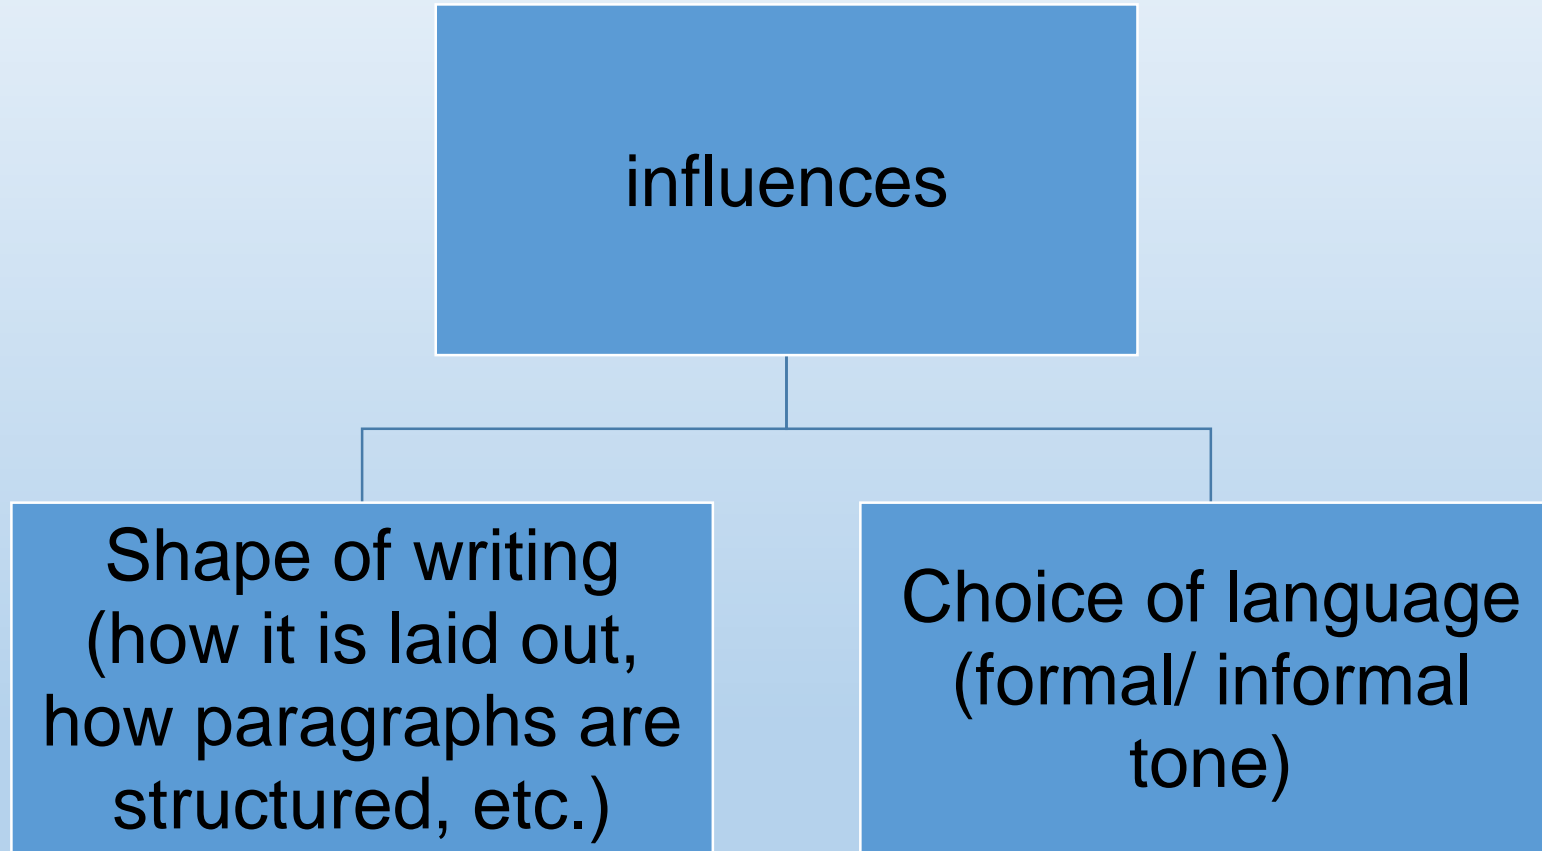 influences
Shape of writing
(how it is laid out,
how paragraphs are
structured, etc.)
Choice of language
(formal/ informal
tone)